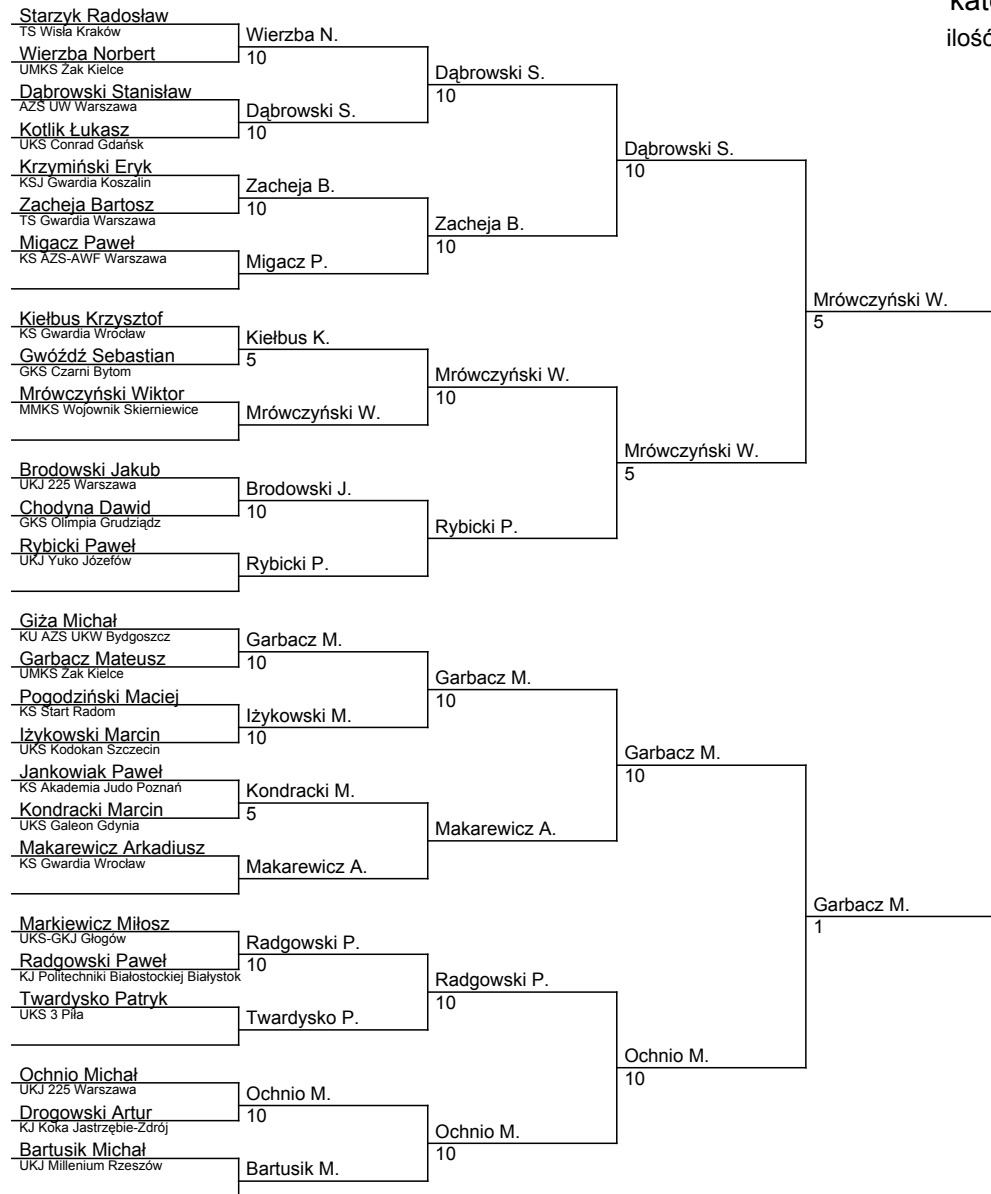 kate
ilość
Starzyk Radosław
TS Wisła Kraków
Wierzba Norbert
UMKS Żak Kielce
Dąbrowski Stanisław
AZS UW Warszawa
Kotlik Łukasz
UKS Conrad Gdańsk
Krzymiński Eryk
KSJ Gwardia Koszalin
Zacheja Bartosz
TS Gwardia Warszawa
Migacz Paweł
KS AZS-AWF Warszawa
Kiełbus Krzysztof
KS Gwardia Wrocław
Gwóźdź Sebastian
GKS Czarni Bytom
Mrówczyński Wiktor
MMKS Wojownik Skierniewice
Brodowski Jakub
UKJ 225 Warszawa
Chodyna Dawid
GKS Olimpia Grudziądz
Rybicki Paweł
UKJ Yuko Józefów
Giża Michał
KU AZS UKW Bydgoszcz
Garbacz Mateusz
UMKS Żak Kielce
Pogodziński Maciej
KS Start Radom
Iżykowski Marcin
UKS Kodokan Szczecin
Jankowiak Paweł
KS Akademia Judo Poznań
Kondracki Marcin
UKS Galeon Gdynia
Makarewicz Arkadiusz
KS Gwardia Wrocław
Markiewicz Miłosz
UKS-GKJ Głogów
Radgowski Paweł
KJ Politechniki Białostockiej Białystok
Twardysko Patryk
UKS 3 Piła
Ochnio Michał
UKJ 225 Warszawa
Drogowski Artur
KJ Koka Jastrzębie-Zdrój
Bartusik Michał
UKJ Millenium Rzeszów
Wierzba N.
10
Dąbrowski S.
10
Zacheja B.
10
Migacz P.
Kiełbus K.
5
Mrówczyński W.
Brodowski J.
10
Rybicki P.
Garbacz M.
10
Iżykowski M.
10
Kondracki M.
5
Makarewicz A.
Radgowski P.
10
Twardysko P.
Ochnio M.
10
Bartusik M.
Dąbrowski S.
10
Zacheja B.
10
Mrówczyński W.
10
Rybicki P.
Garbacz M.
10
Makarewicz A.
Radgowski P.
10
Ochnio M.
10
Dąbrowski S.
10
Mrówczyński W.
5
Garbacz M.
10
Ochnio M.
10
Mrówczyński W.
5
Garbacz M.
1